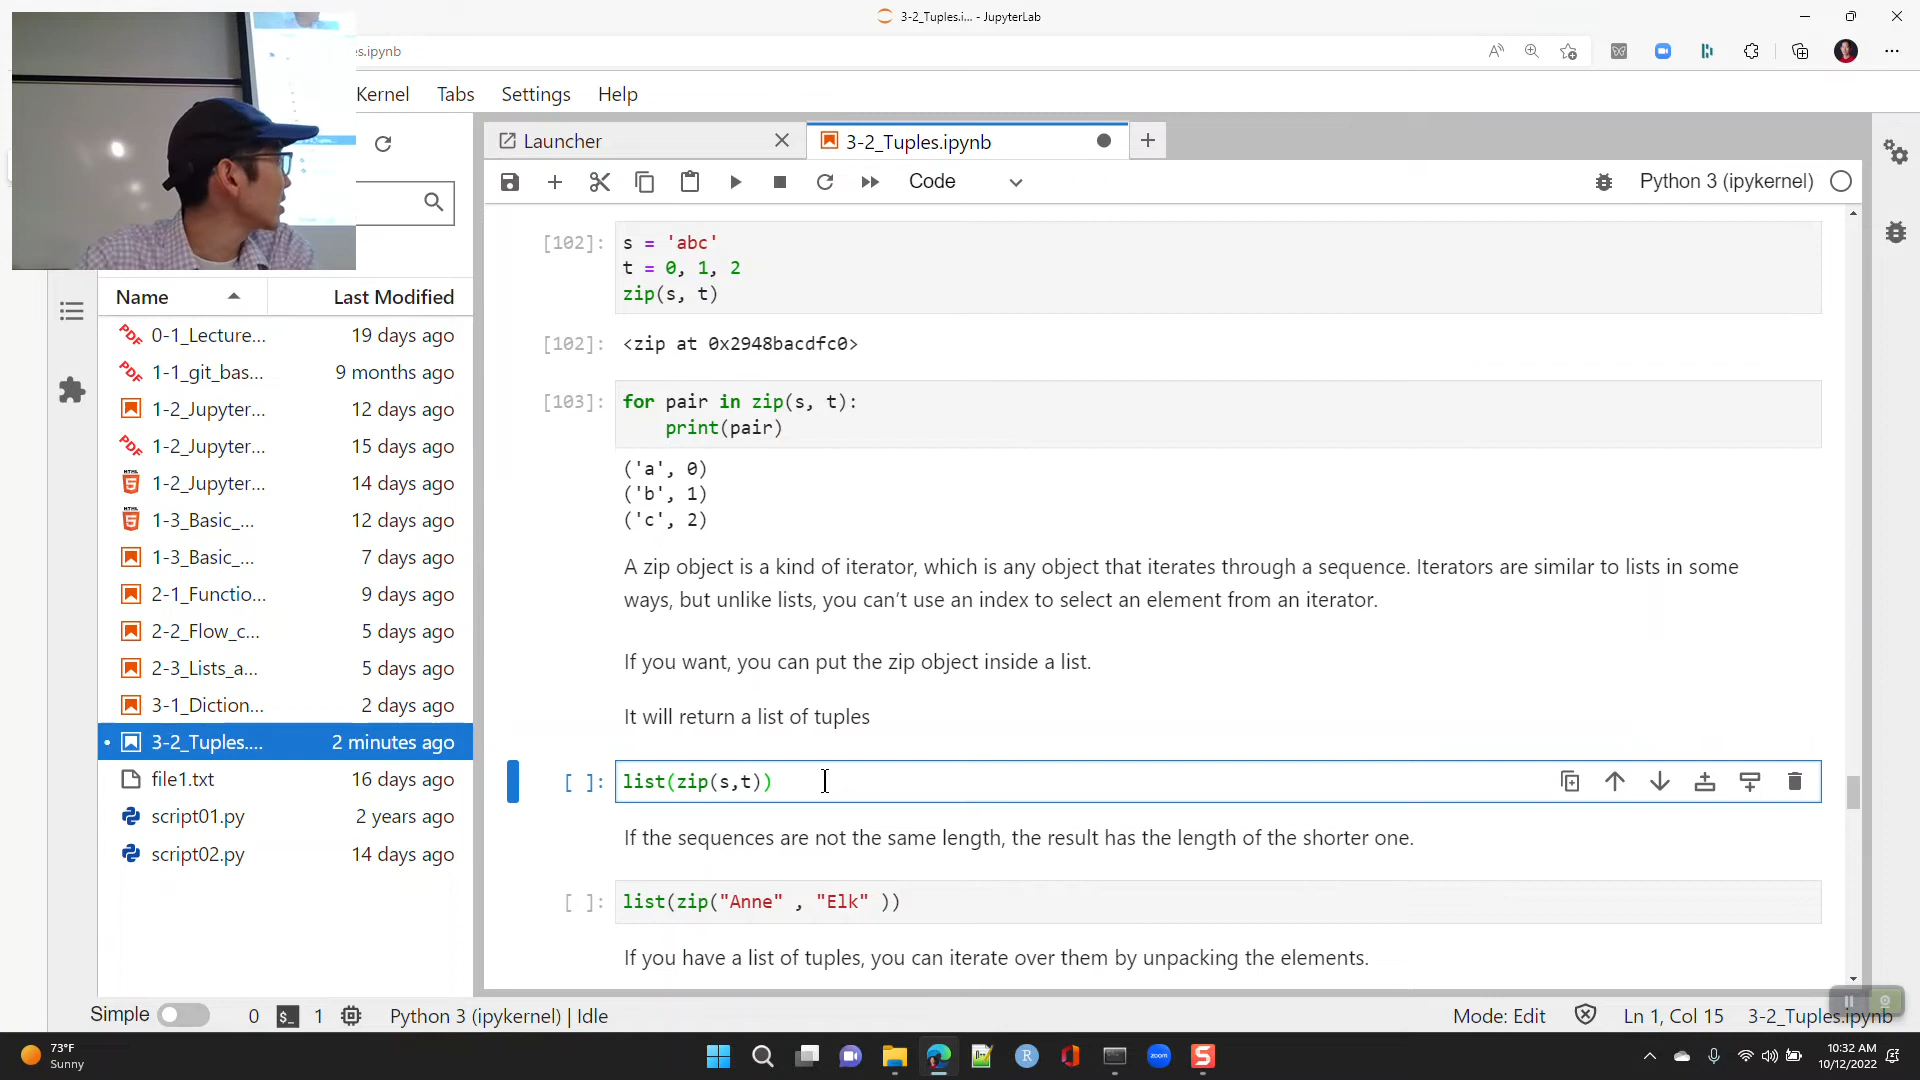 3-2_Tuples.i... - JupyterLab
es.ipynb
Kernel Tabs Settings Help
Launcher
3-2_Tuples.ipynb
Code
Python 3 (ipykernel)
Name Last Modified
0-1_Lecture... 19 days ago
1-1_git_bas... 9 months ago
1-2_Jupyter... 12 days ago
1-2_Jupyter... 15 days ago
1-2_Jupyter... 14 days ago
1-3_Basic_... 12 days ago
1-3_Basic_... 7 days ago
2-1_Functio... 9 days ago
2-2_Flow_c... 5 days ago
2-3_Lists_a... 5 days ago
3-1_Diction... 2 days ago
3-2_Tuples.... 2 minutes ago
file1.txt 16 days ago
script01.py 2 years ago
script02.py 14 days ago
[102]: s = 'abc'
t = 0, 1, 2
zip(s, t)
[102]: <zip at 0x2948bacdfc0>
[103]: for pair in zip(s, t):
print(pair)
('a', 0)
('b', 1)
('c', 2)
A zip object is a kind of iterator, which is any object that iterates through a sequence. Iterators are similar to lists in some
ways, but unlike lists, you can’t use an index to select an element from an iterator.
If you want, you can put the zip object inside a list.
It will return a list of tuples
[ ]: list(zip(s,t))
If the sequences are not the same length, the result has the length of the shorter one.
[ ]: list(zip("Anne" , "Elk" ))
If you have a list of tuples, you can iterate over them by unpacking the elements.
Simple 0 $_ 1 Python 3 (ipykernel) | Idle
Mode: Edit Ln 1, Col 15 3-2_Tuples.ipynb
73°F
Sunny
10:32 AM
10/12/2022